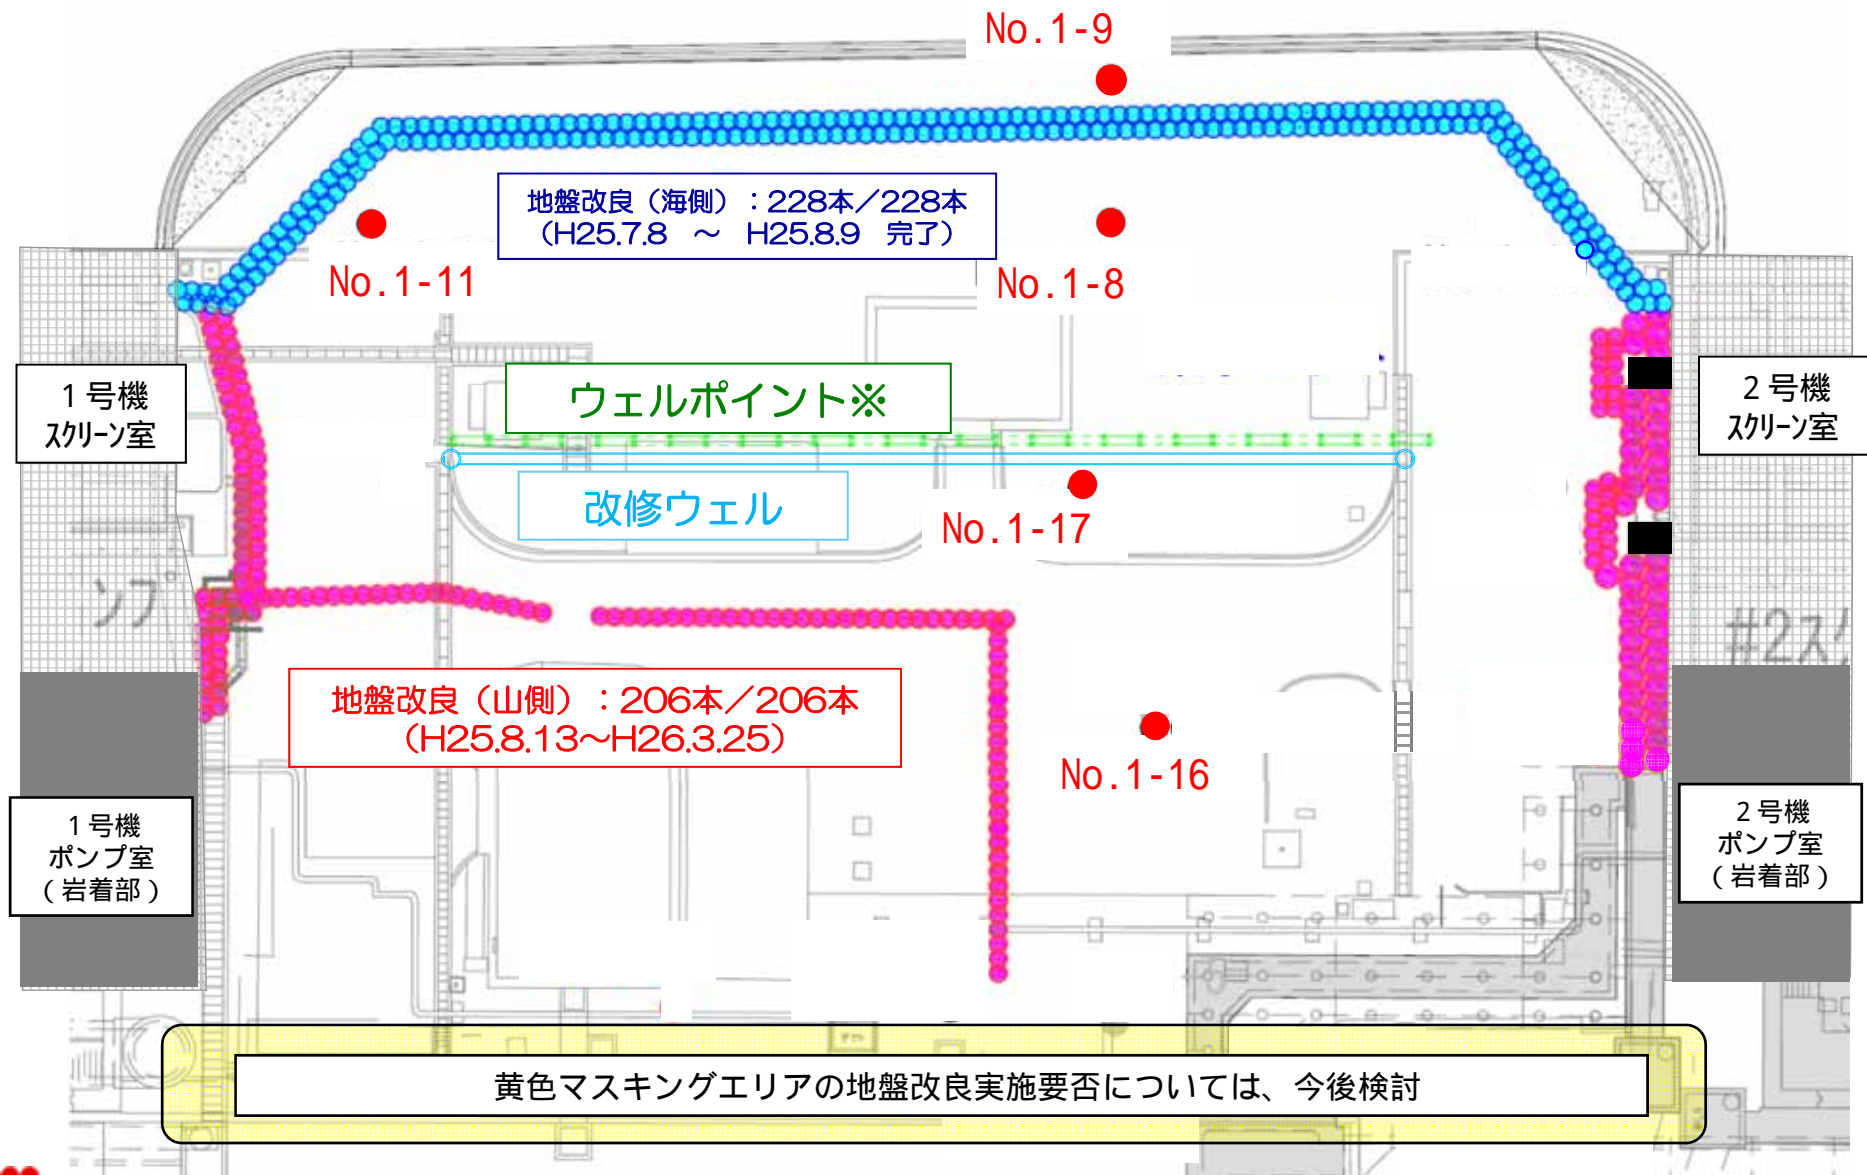 No.1-9
地盤改良（海側）：228本／228本
（H25.7.8　～　H25.8.9　完了）
No.1-11
No.1-8
1号機
スクリーン室
ウェルポイント※
2号機
スクリーン室
改修ウェル
No.1-17
ンプ
#2ス
地盤改良（山側）：206本／206本
（H25.8.13～H26.3.25）
No.1-16
1号機
ポンプ室
（岩着部）
2号機
ポンプ室
（岩着部）
黄色マスキングエリアの地盤改良実施要否については、今後検討